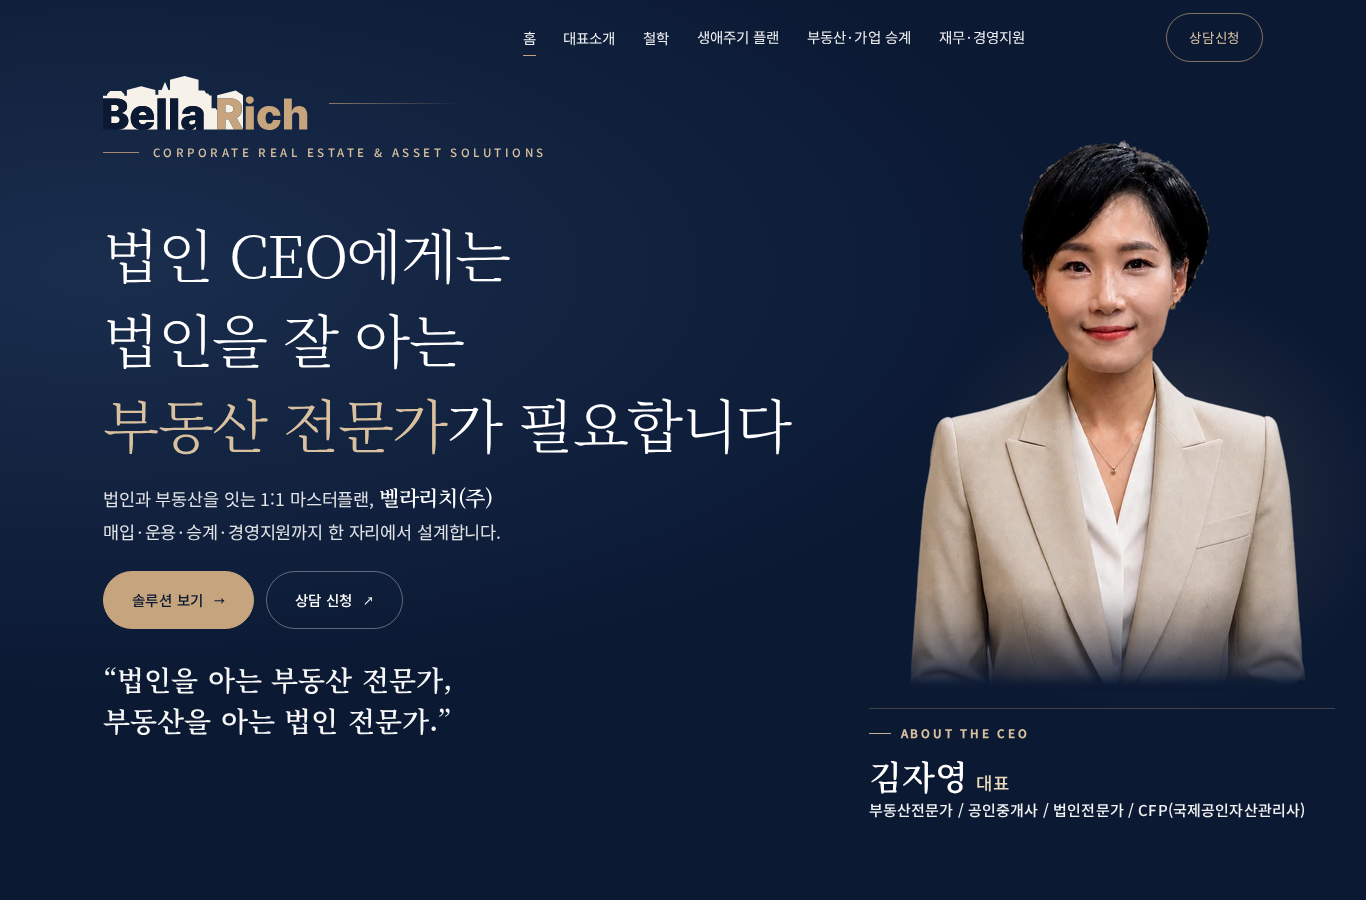 홈 대표소개 철학 생애주기 플랜 부동산·가업 승계 재무·경영지원 상담신청
Bella Rich
CORPORATE REAL ESTATE & ASSET SOLUTIONS
법인 CEO에게는
법인을 잘 아는
부동산 전문가가 필요합니다
법인과 부동산을 잇는 1:1 마스터플랜, 벨라리치(주)
매입·운용·승계·경영지원까지 한 자리에서 설계합니다.
솔루션 보기 → 상담 신청 ↗
“법인을 아는 부동산 전문가,
부동산을 아는 법인 전문가.”
ABOUT THE CEO
김자영 대표
부동산전문가 / 공인중개사 / 법인전문가 / CFP(국제공인자산관리사)